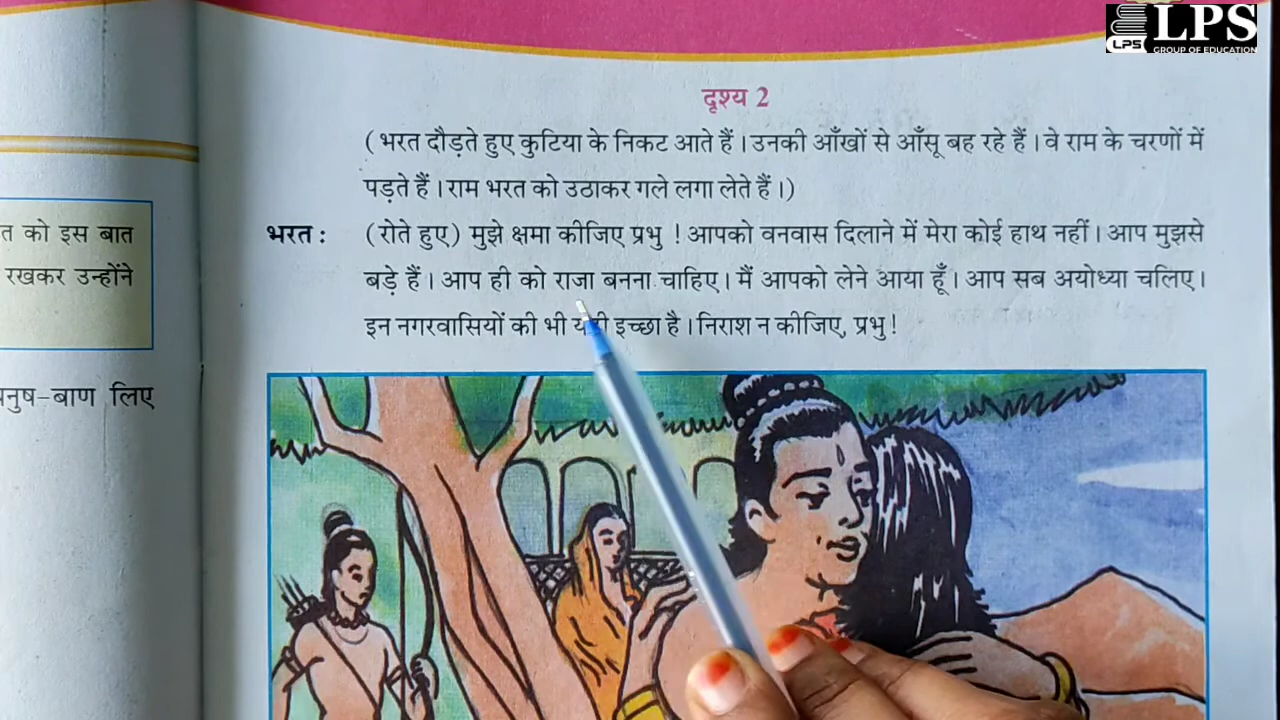 LPS
LPS
GROUP OF EDUCATION
त को इस बात
रखकर उन्होंने
नुष-बाण लिए
दृश्य 2
( भरत दौड़ते हुए कुटिया के निकट आते हैं। उनकी आँखों से आँसू बह रहे हैं। वे राम के चरणों में
पड़ते हैं। राम भरत को उठाकर गले लगा लेते हैं।)
भरत : (रोते हुए) मुझे क्षमा कीजिए प्रभु ! आपको वनवास दिलाने में मेरा कोई हाथ नहीं। आप मुझसे
बड़े हैं। आप ही को राजा बनना चाहिए। मैं आपको लेने आया हूँ। आप सब अयोध्या चलिए।
इन नगरवासियों की भी इच्छा है। निराश न कीजिए, प्रभु !